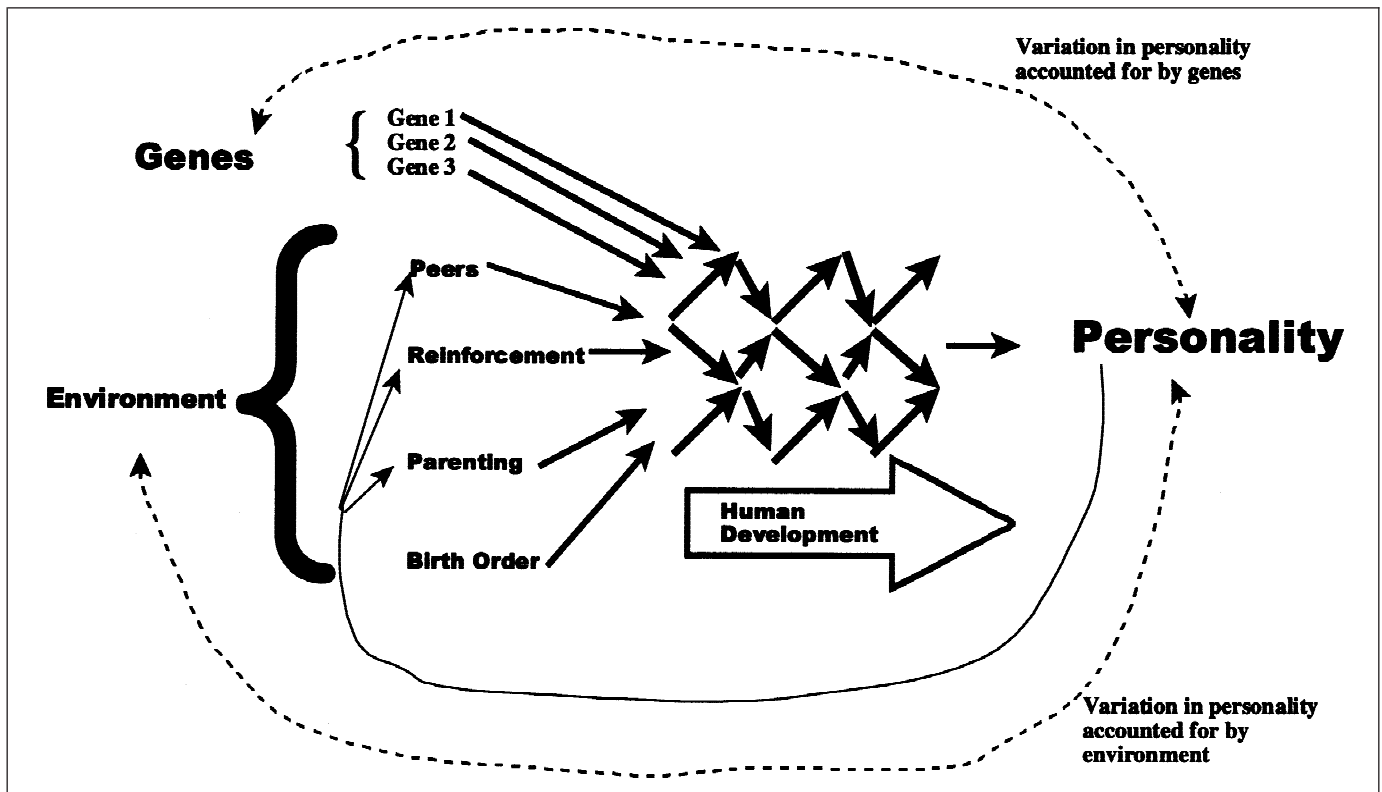 Variation in personality
accounted for by genes
Gene 1
Gene 2
Gene 3
Genes
Peers
Reinforcement
Environment
Parenting
Birth Order
Human
Development
Personality
Variation in personality
accounted for by
environment